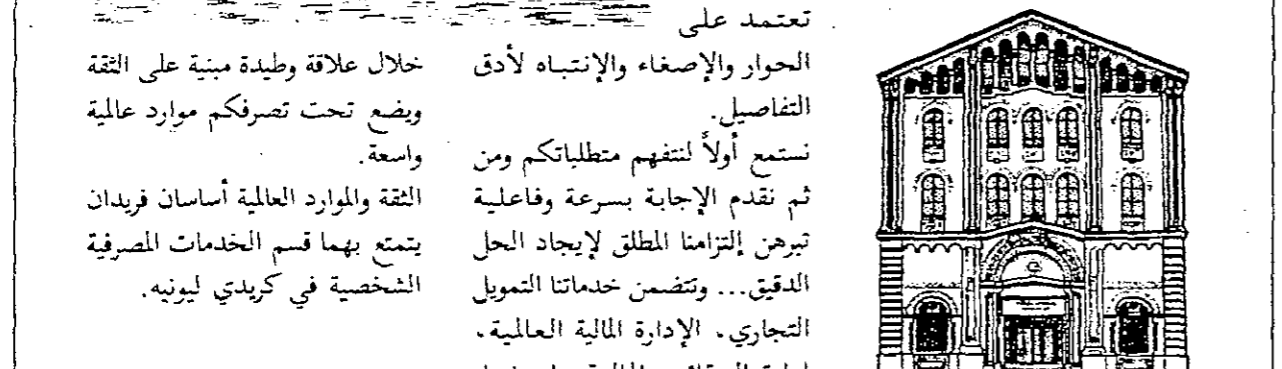 تعتمد على
الحوار والإصغاء والإنتباه لأدق
التفاصيل.
نستمع أولاً لنتفهم متطلباتكم ومن
ثم نقدم الإجابة بسرعة وفاعلية
تبرهن إلتزامنا المطلق لإيجاد الحل
الدقيق... وتتضمن خدماتنا التمويل
التجاري، الإدارة المالية العالمية،
خلال علاقة وطيدة مبنية على الثقة
ويضع تحت تصرفكم موارد عالمية
واسعة.
الثقة والموارد العالمية أساسان فريدان
يتمتع بهما قسم الخدمات المصرفية
الشخصية في كريدي ليونيه.